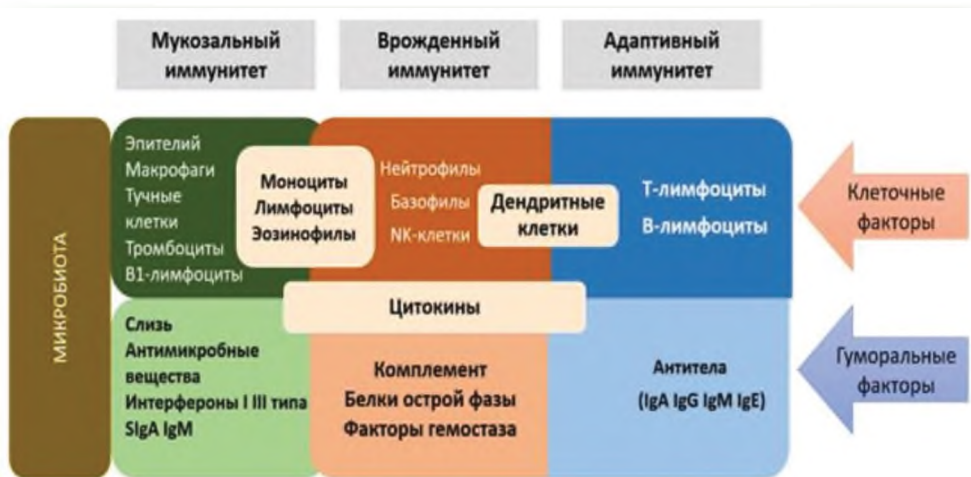 Мукозальный
иммунитет
Врожденный
иммунитет
Адаптивный
иммунитет
МИКРОБИОТА
Эпителий
Макрофаги
Тучные
клетки
Тромбоциты
В1-лимфоциты
Моноциты
Лимфоциты
Эозинофилы
Нейтрофилы
Базофилы
NK-клетки
Дендритные
клетки
Т-лимфоциты
В-лимфоциты
Клеточные
факторы
Цитокины
Слизь
Антимикробные
вещества
Интерфероны I III типа
SIgA IgM
Комплемент
Белки острой фазы
Факторы гемостаза
Антитела
(IgA IgG IgM IgE)
Гуморальные
факторы